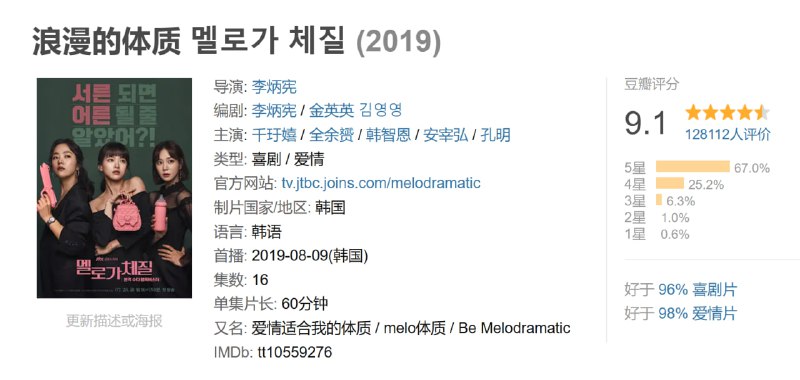 浪漫的体质 멜로가 체질 (2019)
서른 되면
어른 될 줄
알았어?!
멜로가체질
更新描述或海报
导演: 李炳宪
编剧: 李炳宪 / 金英英 김영영
主演: 千玗嬉 / 全余赟 / 韩智恩 / 安宰弘 / 孔明
类型: 喜剧 / 爱情
官方网站: tv.jtbc.joins.com/melodramatic
制片国家/地区: 韩国
语言: 韩语
首播: 2019-08-09(韩国)
集数: 16
单集片长: 60分钟
又名: 爱情适合我的体质 / melo体质 / Be Melodramatic
IMDb: tt10559276
豆瓣评分
9.1
128112人评价
5星 67.0%
4星 25.2%
3星 6.3%
2星 1.0%
1星 0.6%
好于 96% 喜剧片
好于 98% 爱情片